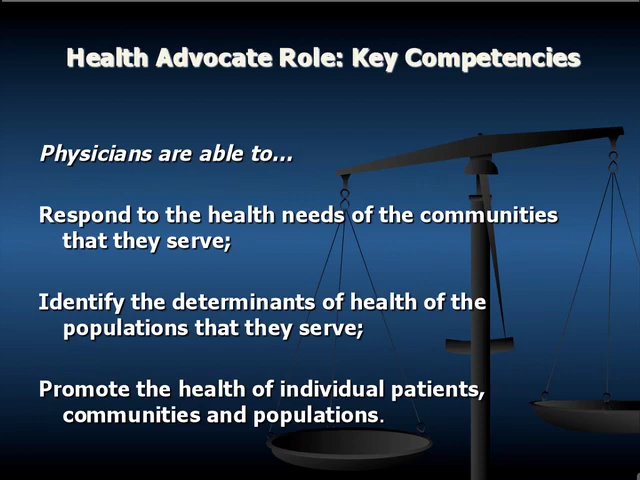 Health Advocate Role: Key Competencies
Physicians are able to...
Respond to the health needs of the communities
that they serve;
Identify the determinants of health of the
populations that they serve;
Promote the health of individual patients,
communities and populations.